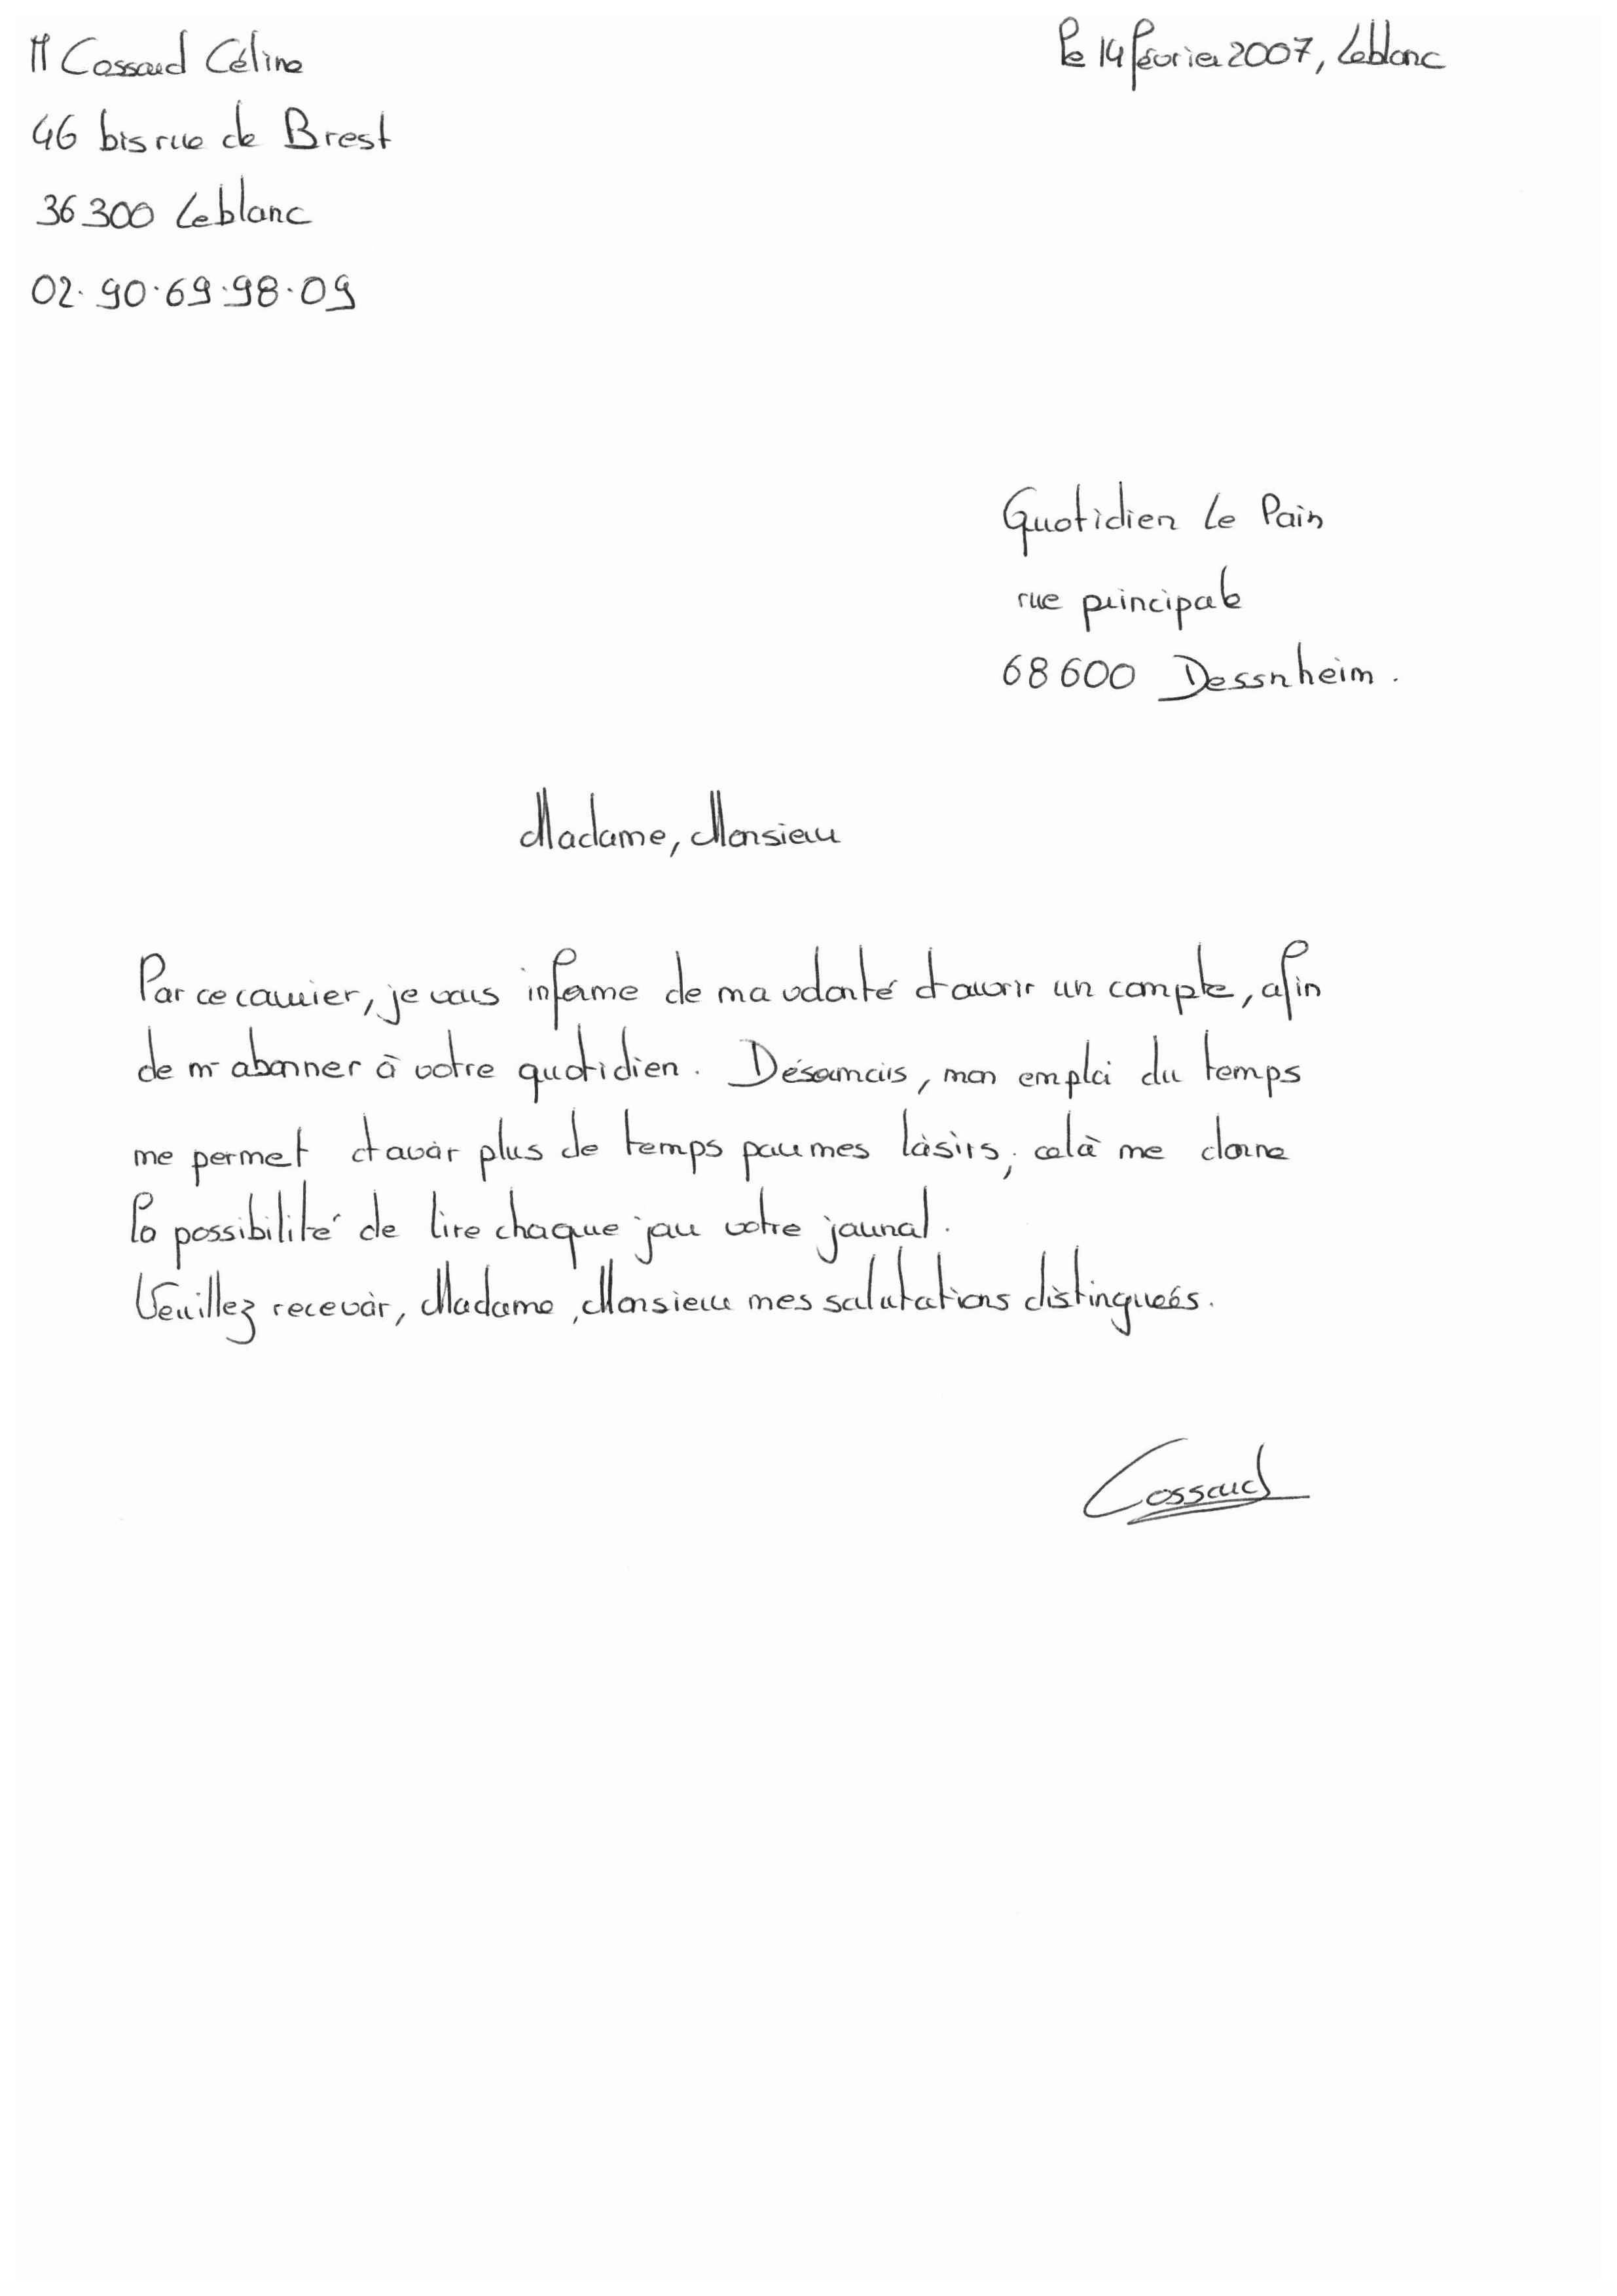 M Cossard Céline
le 14 février 2007, Leblanc
46 bis rue de Brest
36300 Leblanc
02.90.69.98.09
Quotidien Le Pain
rue principale
68600 Dessnheim.
Madame, Monsieur
Par ce courrier, je vous informe de ma volonté d'ouvrir un compte, afin
de m'abonner à votre quotidien. Désormais, mon emploi du temps
me permet d'avoir plus de temps pour mes loisirs, celà me donne
la possibilité de lire chaque jour votre journal.
Veuillez recevoir, Madame, Monsieur mes salutations distinguées.
Cossard